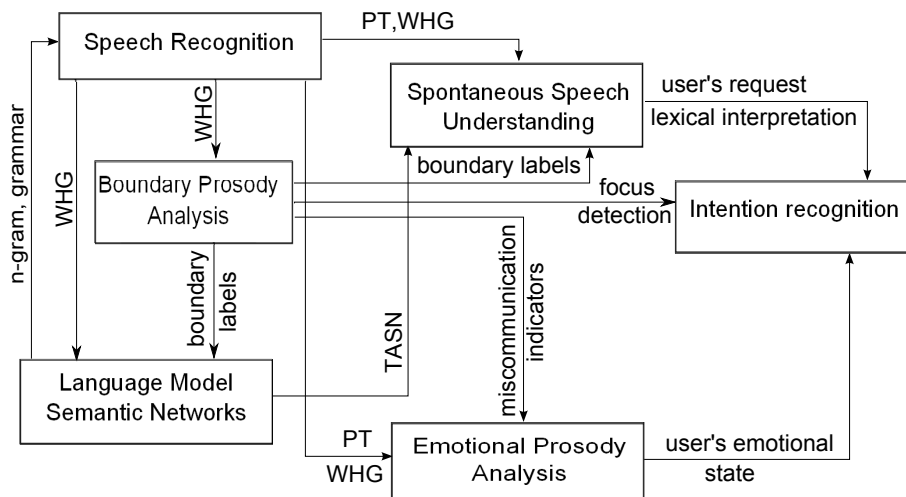 Speech Recognition
PT,WHG
Spontaneous Speech
Understanding
user's request
lexical interpretation
n-gram, grammar
WHG
WHG
Boundary Prosody
Analysis
boundary labels
focus
detection
Intention recognition
boundary
labels
TASN
miscommunication
indicators
Language Model
Semantic Networks
PT
WHG
Emotional Prosody
Analysis
user's emotional
state